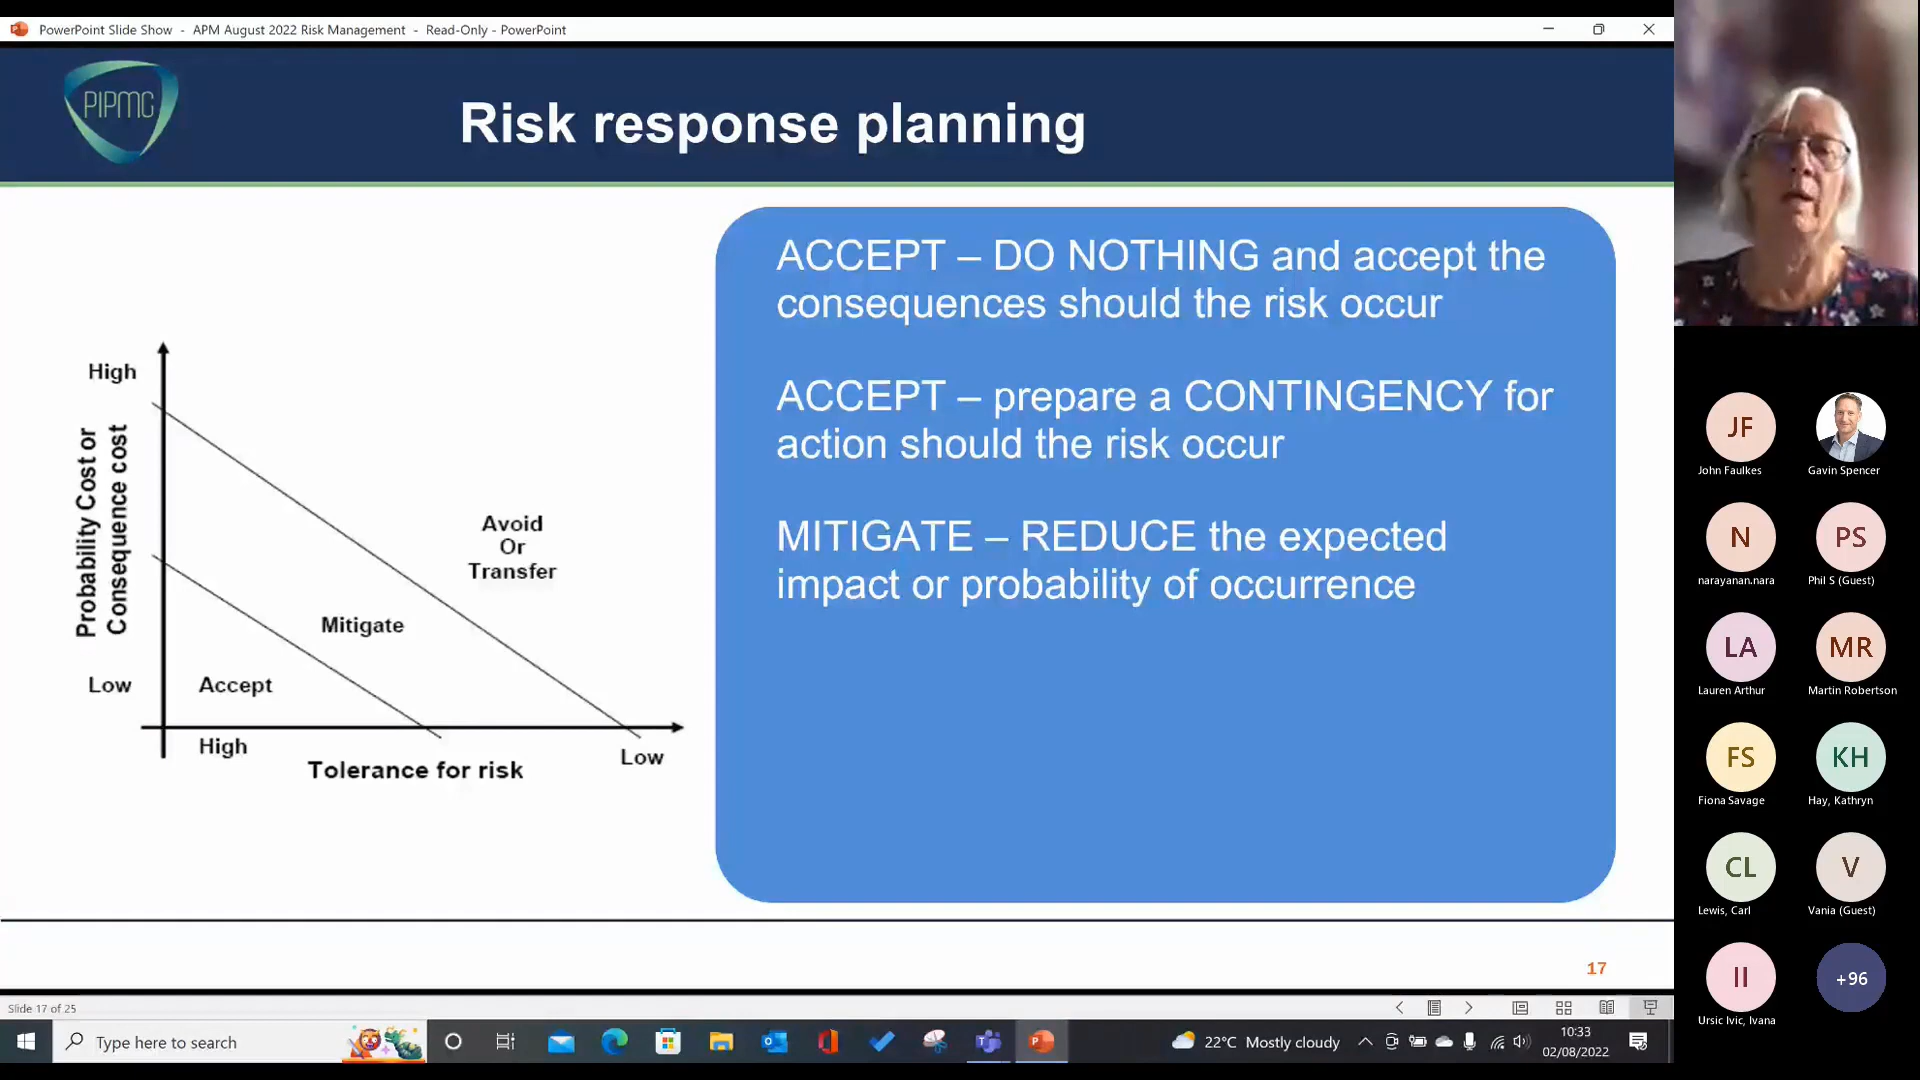 PowerPoint Slide Show - APM August 2022 Risk Management - Read-Only - PowerPoint
PIPMC
Risk response planning
ACCEPT – DO NOTHING and accept the
consequences should the risk occur
ACCEPT – prepare a CONTINGENCY for
action should the risk occur
MITIGATE – REDUCE the expected
impact or probability of occurrence
High
Probability Cost or
Consequence cost
Low
Avoid
Or
Transfer
Mitigate
Accept
High
Low
Tolerance for risk
17
JF
John Faulkes
Gavin Spencer
N
narayanan.nara
PS
Phil S (Guest)
LA
Lauren Arthur
MR
Martin Robertson
FS
Fiona Savage
KH
Hay, Kathryn
CL
Lewis, Carl
V
Vania (Guest)
II
Ursic Ivic, Ivana
+96
Slide 17 of 25
Type here to search
22°C Mostly cloudy
10:33
02/08/2022